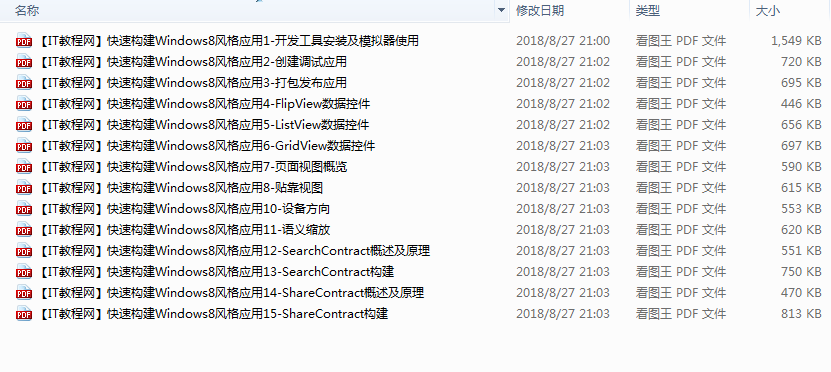 名称 修改日期 类型 大小
PDF 【IT教程网】快速构建Windows8风格应用1-开发工具安装及模拟器使用 2018/8/27 21:00 看图王 PDF 文件 1,549 KB
PDF 【IT教程网】快速构建Windows8风格应用2-创建调试应用 2018/8/27 21:02 看图王 PDF 文件 720 KB
PDF 【IT教程网】快速构建Windows8风格应用3-打包发布应用 2018/8/27 21:02 看图王 PDF 文件 695 KB
PDF 【IT教程网】快速构建Windows8风格应用4-FlipView数据控件 2018/8/27 21:02 看图王 PDF 文件 446 KB
PDF 【IT教程网】快速构建Windows8风格应用5-ListView数据控件 2018/8/27 21:02 看图王 PDF 文件 656 KB
PDF 【IT教程网】快速构建Windows8风格应用6-GridView数据控件 2018/8/27 21:03 看图王 PDF 文件 697 KB
PDF 【IT教程网】快速构建Windows8风格应用7-页面视图概览 2018/8/27 21:03 看图王 PDF 文件 590 KB
PDF 【IT教程网】快速构建Windows8风格应用8-贴靠视图 2018/8/27 21:03 看图王 PDF 文件 615 KB
PDF 【IT教程网】快速构建Windows8风格应用10-设备方向 2018/8/27 21:03 看图王 PDF 文件 553 KB
PDF 【IT教程网】快速构建Windows8风格应用11-语义缩放 2018/8/27 21:03 看图王 PDF 文件 620 KB
PDF 【IT教程网】快速构建Windows8风格应用12-SearchContract概述及原理 2018/8/27 21:03 看图王 PDF 文件 551 KB
PDF 【IT教程网】快速构建Windows8风格应用13-SearchContract构建 2018/8/27 21:03 看图王 PDF 文件 750 KB
PDF 【IT教程网】快速构建Windows8风格应用14-ShareContract概述及原理 2018/8/27 21:03 看图王 PDF 文件 470 KB
PDF 【IT教程网】快速构建Windows8风格应用15-ShareContract构建 2018/8/27 21:03 看图王 PDF 文件 813 KB